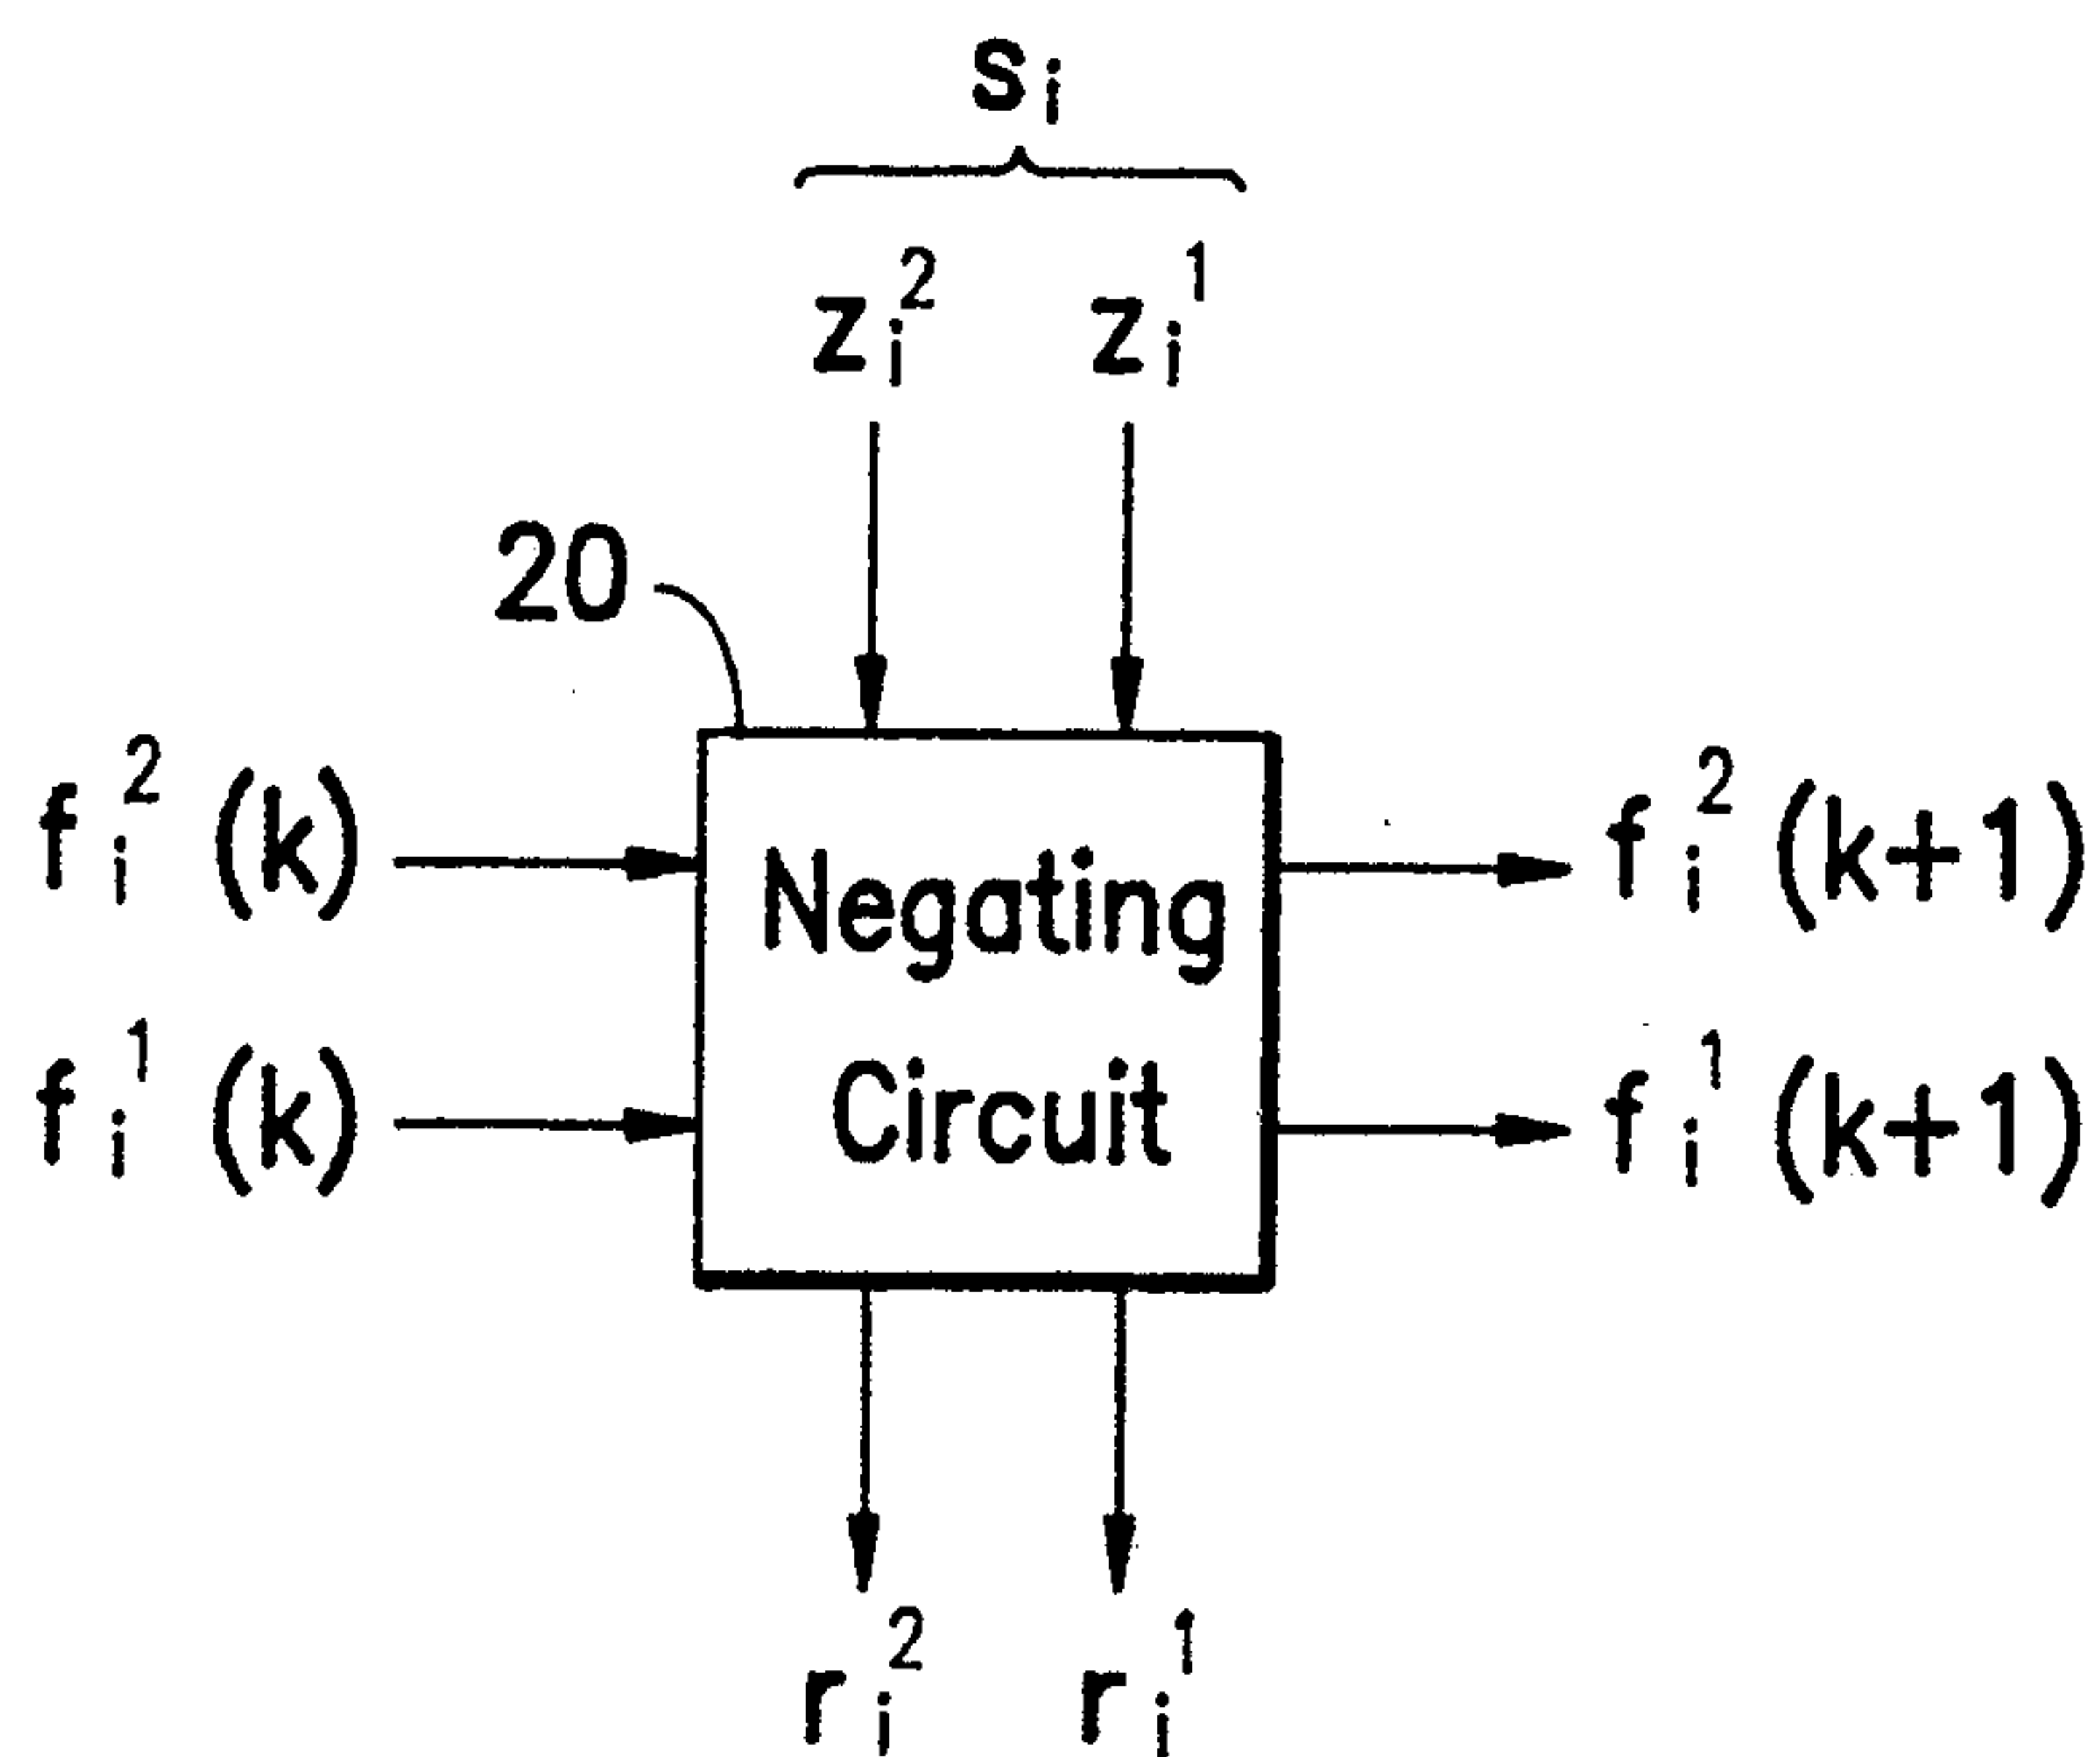 s_i
z_i^2 z_i^1
20
f_i^2 (k) Negating f_i^2 (k+1)
f_i^1 (k) Circuit f_i^1 (k+1)
r_i^2 r_i^1